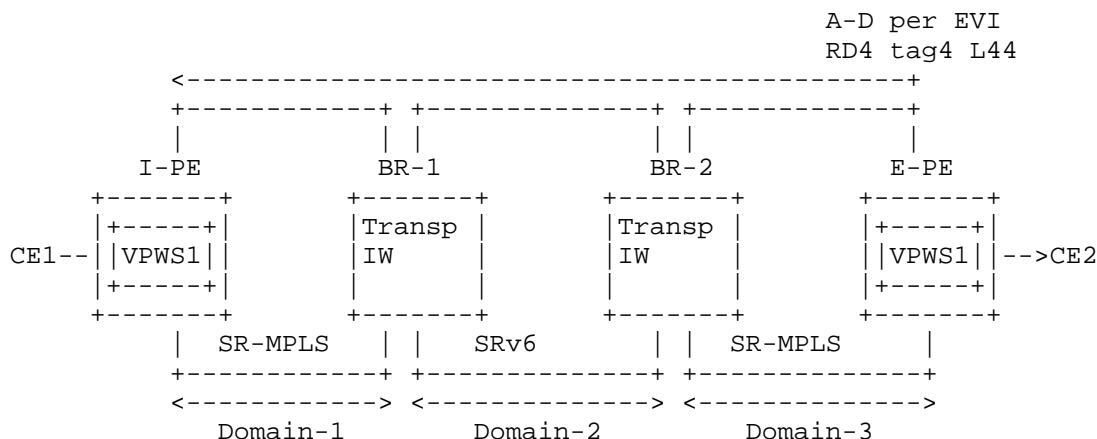 A-D per EVI
RD4 tag4 L44
I-PE BR-1 BR-2 E-PE
Transp Transp
CE1-- VPWS1 IW IW VPWS1 -->CE2
SR-MPLS SRv6 SR-MPLS
Domain-1 Domain-2 Domain-3